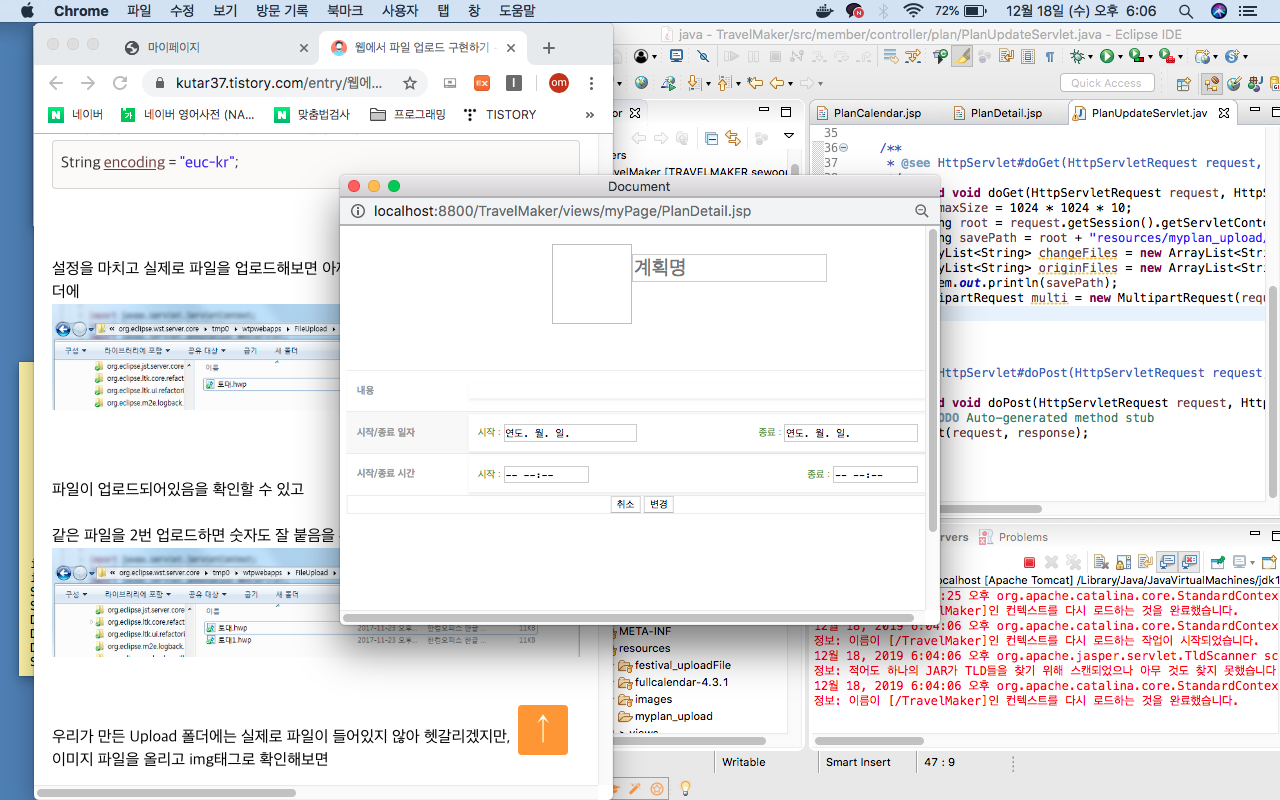 Chrome 파일 수정 보기 방문 기록 북마크 사용자 탭 창 도움말 72% 12월 18일 (수) 오후 6:06
마이페이지
웹에서 파일 업로드 구현하기 -
kutar37.tistory.com/entry/웹에...
네이버
네이버 영어사전 (NA...
맞춤법검사
프로그래밍
TISTORY
»
String encoding = "euc-kr";
설정을 마치고 실제로 파일을 업로드해보면
더에
« org.eclipse.wst.server.core ▸ tmp0 ▸ wtpwebapps ▸ FileUpload ▸
구성 ▾ 라이브러리에 포함 ▾ 공유 대상 ▾ 굽기 새 폴더
org.eclipse.jst.server.core
이름
org.eclipse.ltk.core.refact
토대.hwp
org.eclipse.ltk.ui.refactori
org.eclipse.m2e.logback.
파일이 업로드되어있음을 확인할 수 있고
같은 파일을 2번 업로드하면 숫자도 잘 붙음을
« org.eclipse.wst.server.core ▸ tmp0 ▸ wtpwebapps ▸ FileUpload ▸
구성 ▾ 라이브러리에 포함 ▾ 공유 대상 ▾ 굽기 새 폴더
org.eclipse.jst.server.core
이름
org.eclipse.ltk.core.refact
토대.hwp
2017-11-23 오후... 한컴오피스 한글 ... 11KB
org.eclipse.ltk.ui.refactori
토대1.hwp
2017-11-23 오후... 한컴오피스 한글 ... 11KB
우리가 만든 Upload 폴더에는 실제로 파일이 들어있지 않아 헷갈리겠지만,
이미지 파일을 올리고 img태그로 확인해보면
Document
localhost:8800/TravelMaker/views/myPage/PlanDetail.jsp
계획명
내용
시작/종료 일자
시작 : 연도. 월. 일.
종료 : 연도. 월. 일.
시작/종료 시간
시작 : -- --:--
종료 : -- --:--
취소
변경
java - TravelMaker/src/member/controller/plan/PlanUpdateServlet.java - Eclipse IDE
Quick Access
PlanCalendar.jsp
PlanDetail.jsp
PlanUpdateServlet.jav
35
36 /**
37 * @see HttpServlet#doGet(HttpServletRequest request,
d void doGet(HttpServletRequest request, HttpS
maxSize = 1024 * 1024 * 10;
ng root = request.getSession().getServletConte
ng savePath = root + "resources/myplan_upload/
yList<String> changeFiles = new ArrayList<Stri
yList<String> originFiles = new ArrayList<Stri
em.out.println(savePath);
ipartRequest multi = new MultipartRequest(requ
HttpServlet#doPost(HttpServletRequest request
d void doPost(HttpServletRequest request, Http
ODO Auto-generated method stub
t(request, response);
META-INF
resources
festival_uploadFile
fullcalendar-4.3.1
images
myplan_upload
views
rvers
Problems
ocalhost [Apache Tomcat] /Library/Java/JavaVirtualMachines/jdk1
:25 오후 org.apache.catalina.core.StandardContex
lMaker]인 컨텍스트를 다시 로드하는 것을 완료했습니다.
12월 18, 2019 6:04:06 오후 org.apache.catalina.core.StandardContex
정보: 이름이 [/TravelMaker]인 컨텍스트를 다시 로드하는 작업이 시작되었습니다.
12월 18, 2019 6:04:06 오후 org.apache.jasper.servlet.TldScanner sc
정보: 적어도 하나의 JAR가 TLD들을 찾기 위해 스캔되었으나 아무 것도 찾지 못했습니다
12월 18, 2019 6:04:06 오후 org.apache.catalina.core.StandardContex
정보: 이름이 [/TravelMaker]인 컨텍스트를 다시 로드하는 것을 완료했습니다.
Writable
Smart Insert
47 : 9